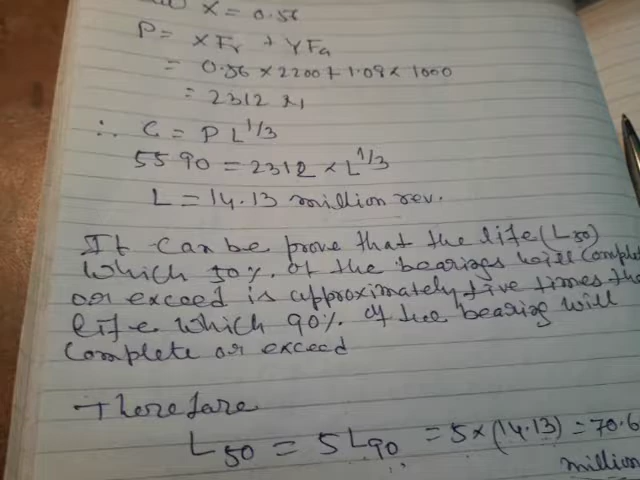 X = 0.56
P = XFr + YFa
= 0.56 × 2200 + 1.08 × 1000
= 2312 N
∴ C = P L^1/3
5590 = 2312 × L^1/3
L = 14.13 million rev.
It can be prove that the life (L50)
which 50% of the bearings will complet
or exceed is approximately five times the
life which 90% of the bearing will
complete or exceed
Therefore
L50 = 5L90 = 5 × (14.13) = 70.6
million